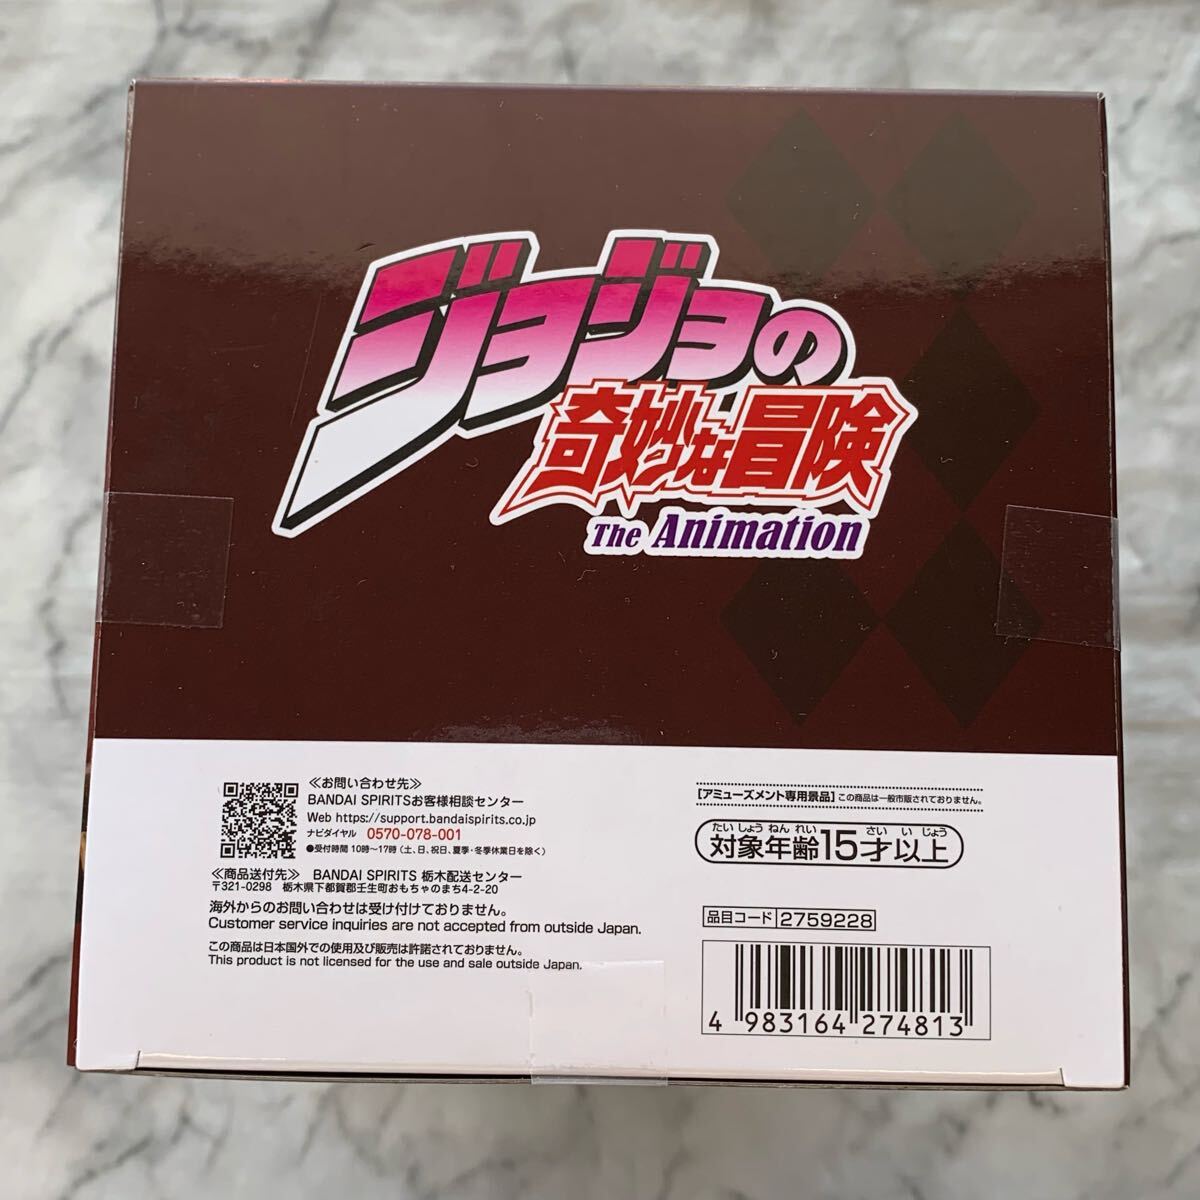 ジョジョの
奇妙な冒険
The Animation
≪お問い合わせ先≫
BANDAI SPIRITSお客様相談センター
Web https://support.bandaispirits.co.jp
ナビダイヤル 0570-078-001
●受付時間 10時〜17時(土、日、祝日、夏季・冬季休業日を除く)
≪商品送付先≫ BANDAI SPIRITS 栃木配送センター
〒321-0298 栃木県下都賀郡壬生町おもちゃのまち4-2-20
海外からのお問い合わせは受け付けておりません。
Customer service inquiries are not accepted from outside Japan.
この商品は日本国外での使用及び販売は許諾されておりません。
This product is not licensed for the use and sale outside Japan.
[アミューズメント専用景品] この商品は一般市販されておりません。
たい しょう ねん れい さい い じょう
対象年齢15才以上
品目コード 2759228
4 983164 274813